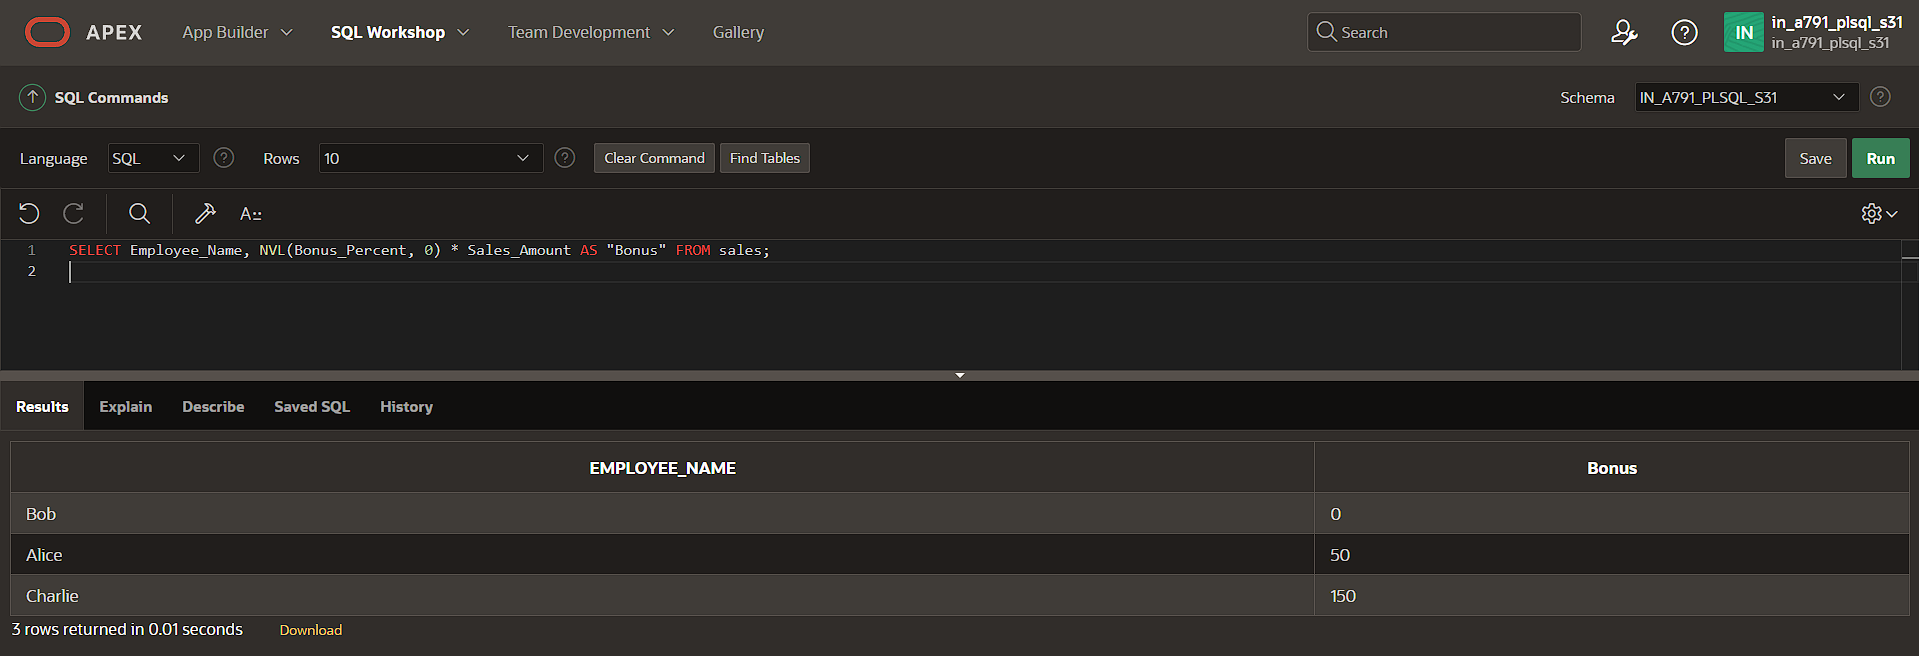 APEX App Builder SQL Workshop Team Development Gallery Search IN in_a791_plsql_s31
in_a791_plsql_s31
SQL Commands Schema IN_A791_PLSQL_S31
Language SQL Rows 10 Clear Command Find Tables Save Run
A::
1 SELECT Employee_Name, NVL(Bonus_Percent, 0) * Sales_Amount AS "Bonus" FROM sales;
2
Results Explain Describe Saved SQL History
EMPLOYEE_NAME Bonus
Bob 0
Alice 50
Charlie 150
3 rows returned in 0.01 seconds Download